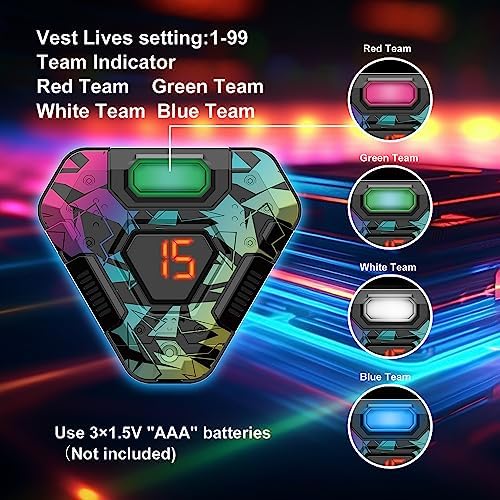 Vest Lives setting:1-99
Team Indicator
Red Team Green Team
White Team Blue Team
Red Team
Green Team
15
White Team
Blue Team
Use 3×1.5V "AAA" batteries
（Not included)